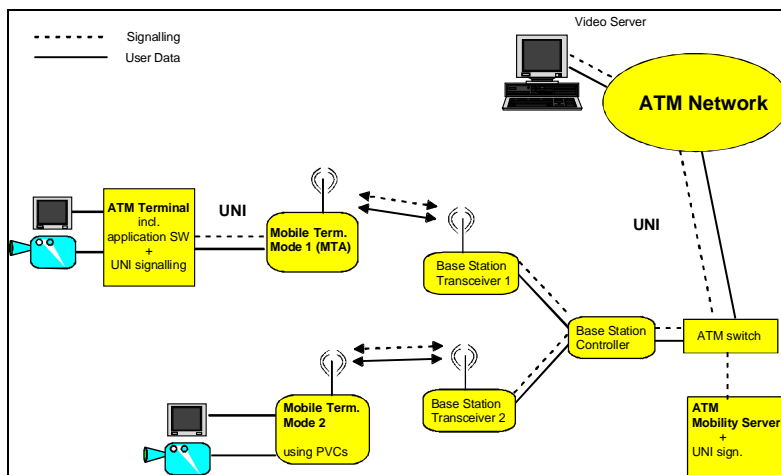 Signalling
User Data
Video Server
ATM Network
ATM Terminal
incl.
application SW
+
UNI signalling
UNI
Mobile Term.
Mode 1 (MTA)
Base Station
Transceiver 1
UNI
Base Station
Controller
ATM switch
Mobile Term.
Mode 2
using PVCs
Base Station
Transceiver 2
ATM
Mobility Server
+
UNI sign.